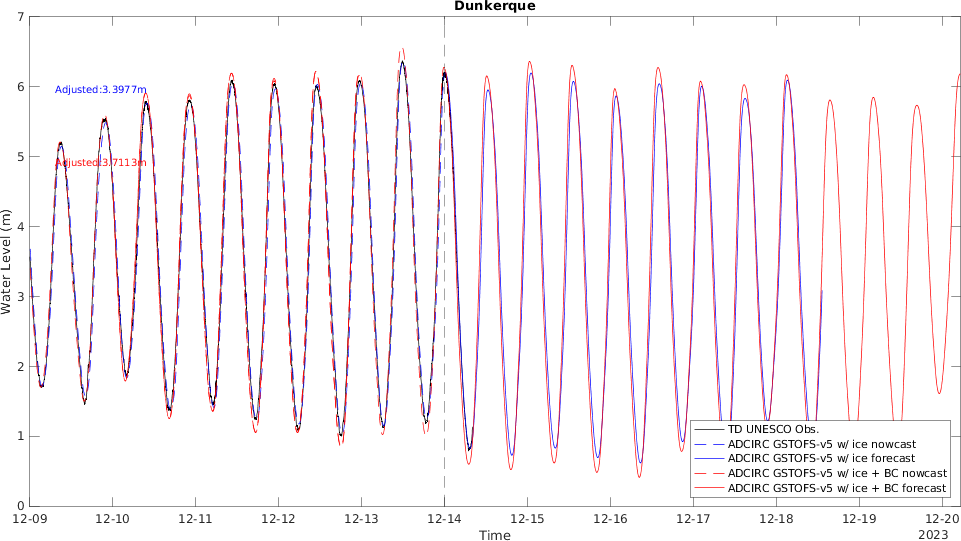 Dunkerque
7
6
5
4
3
2
1
0
Water Level (m)
Adjusted:3.3977m
Adjusted:3.7113m
TD UNESCO Obs.
ADCIRC GSTOFS-v5 w/ ice nowcast
ADCIRC GSTOFS-v5 w/ ice forecast
ADCIRC GSTOFS-v5 w/ ice + BC nowcast
ADCIRC GSTOFS-v5 w/ ice + BC forecast
12-09 12-10 12-11 12-12 12-13 12-14 12-15 12-16 12-17 12-18 12-19 12-20
Time
2023